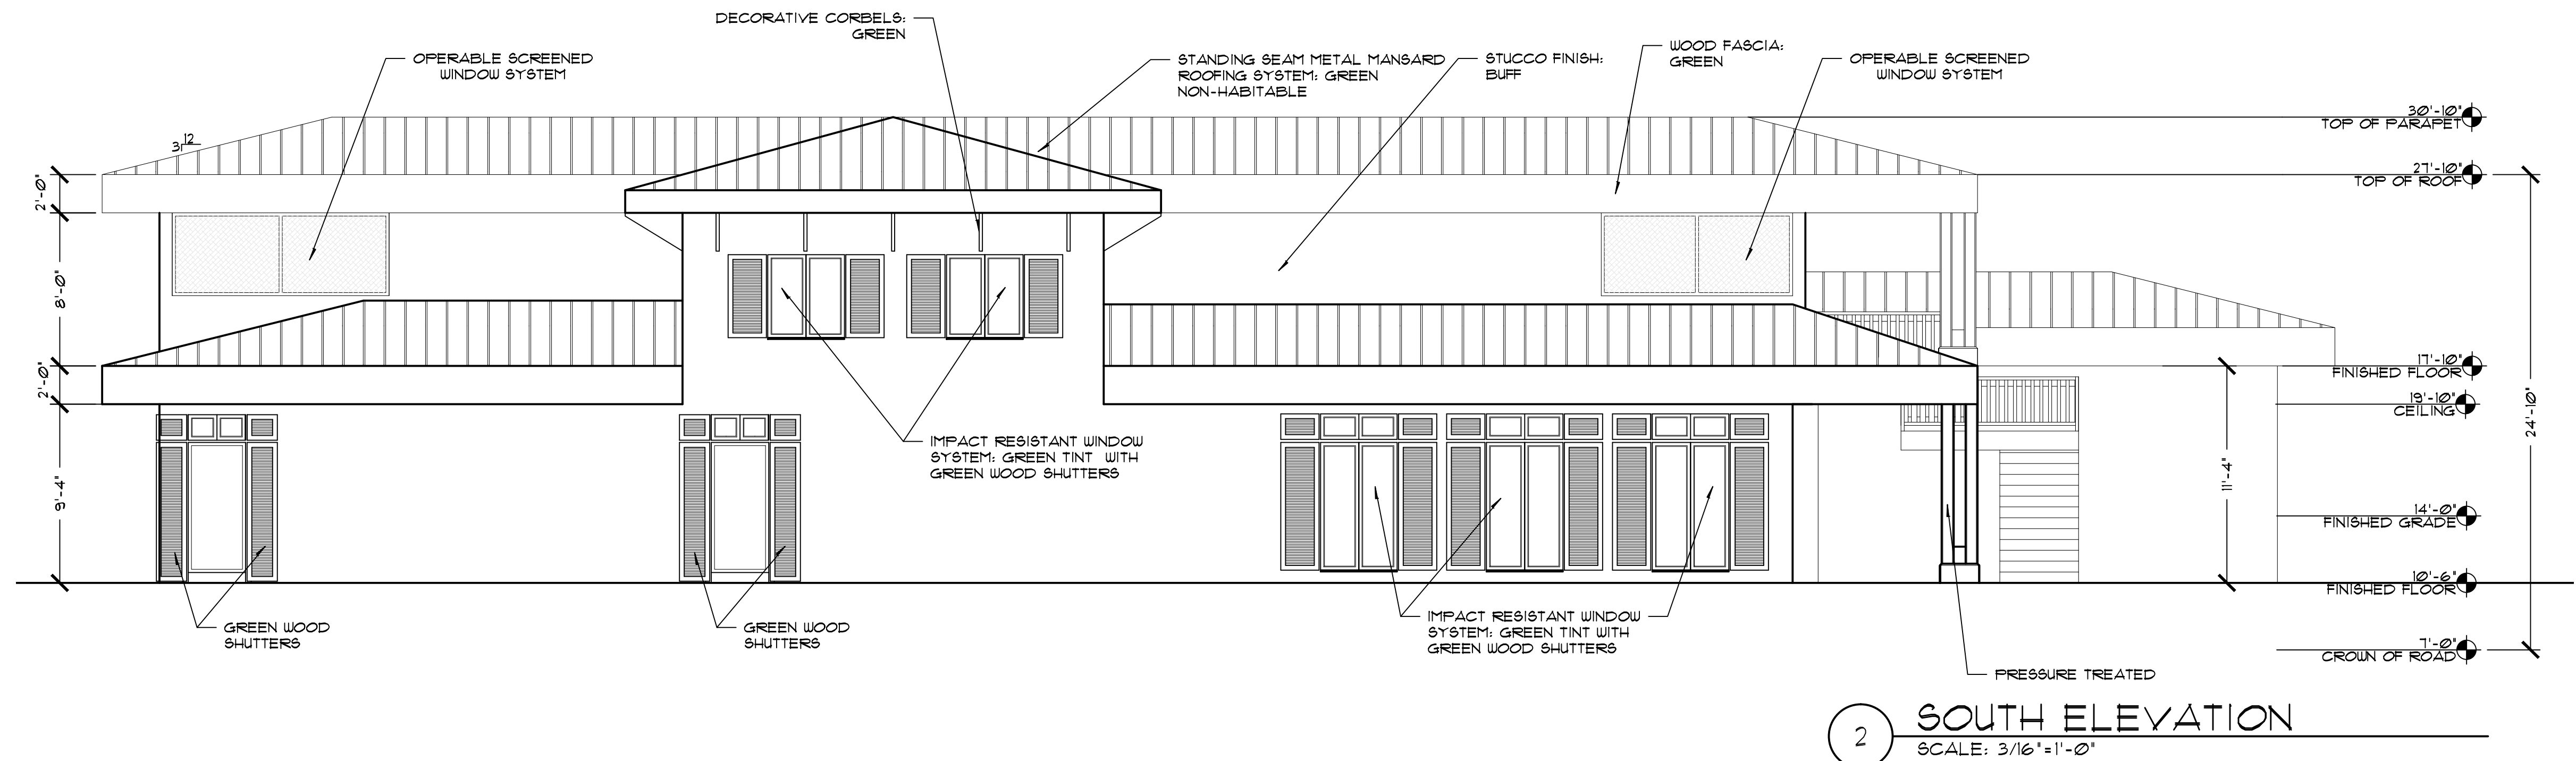 DECORATIVE CORBELS:
GREEN
OPERABLE SCREENED
WINDOW SYSTEM
STANDING SEAM METAL MANSARD
ROOFING SYSTEM: GREEN
NON-HABITABLE
STUCCO FINISH:
BUFF
WOOD FASCIA:
GREEN
OPERABLE SCREENED
WINDOW SYSTEM
12
3
30'-10"
TOP OF PARAPET
27'-10"
TOP OF ROOF
2'-0"
8'-0"
2'-0"
9'-4"
17'-10"
FINISHED FLOOR
19'-10"
CEILING
24'-10"
11'-4"
14'-0"
FINISHED GRADE
10'-6"
FINISHED FLOOR
7'-0"
CROWN OF ROAD
IMPACT RESISTANT WINDOW
SYSTEM: GREEN TINT WITH
GREEN WOOD SHUTTERS
GREEN WOOD
SHUTTERS
GREEN WOOD
SHUTTERS
IMPACT RESISTANT WINDOW
SYSTEM: GREEN TINT WITH
GREEN WOOD SHUTTERS
PRESSURE TREATED
2
SOUTH ELEVATION
SCALE: 3/16"=1'-0"